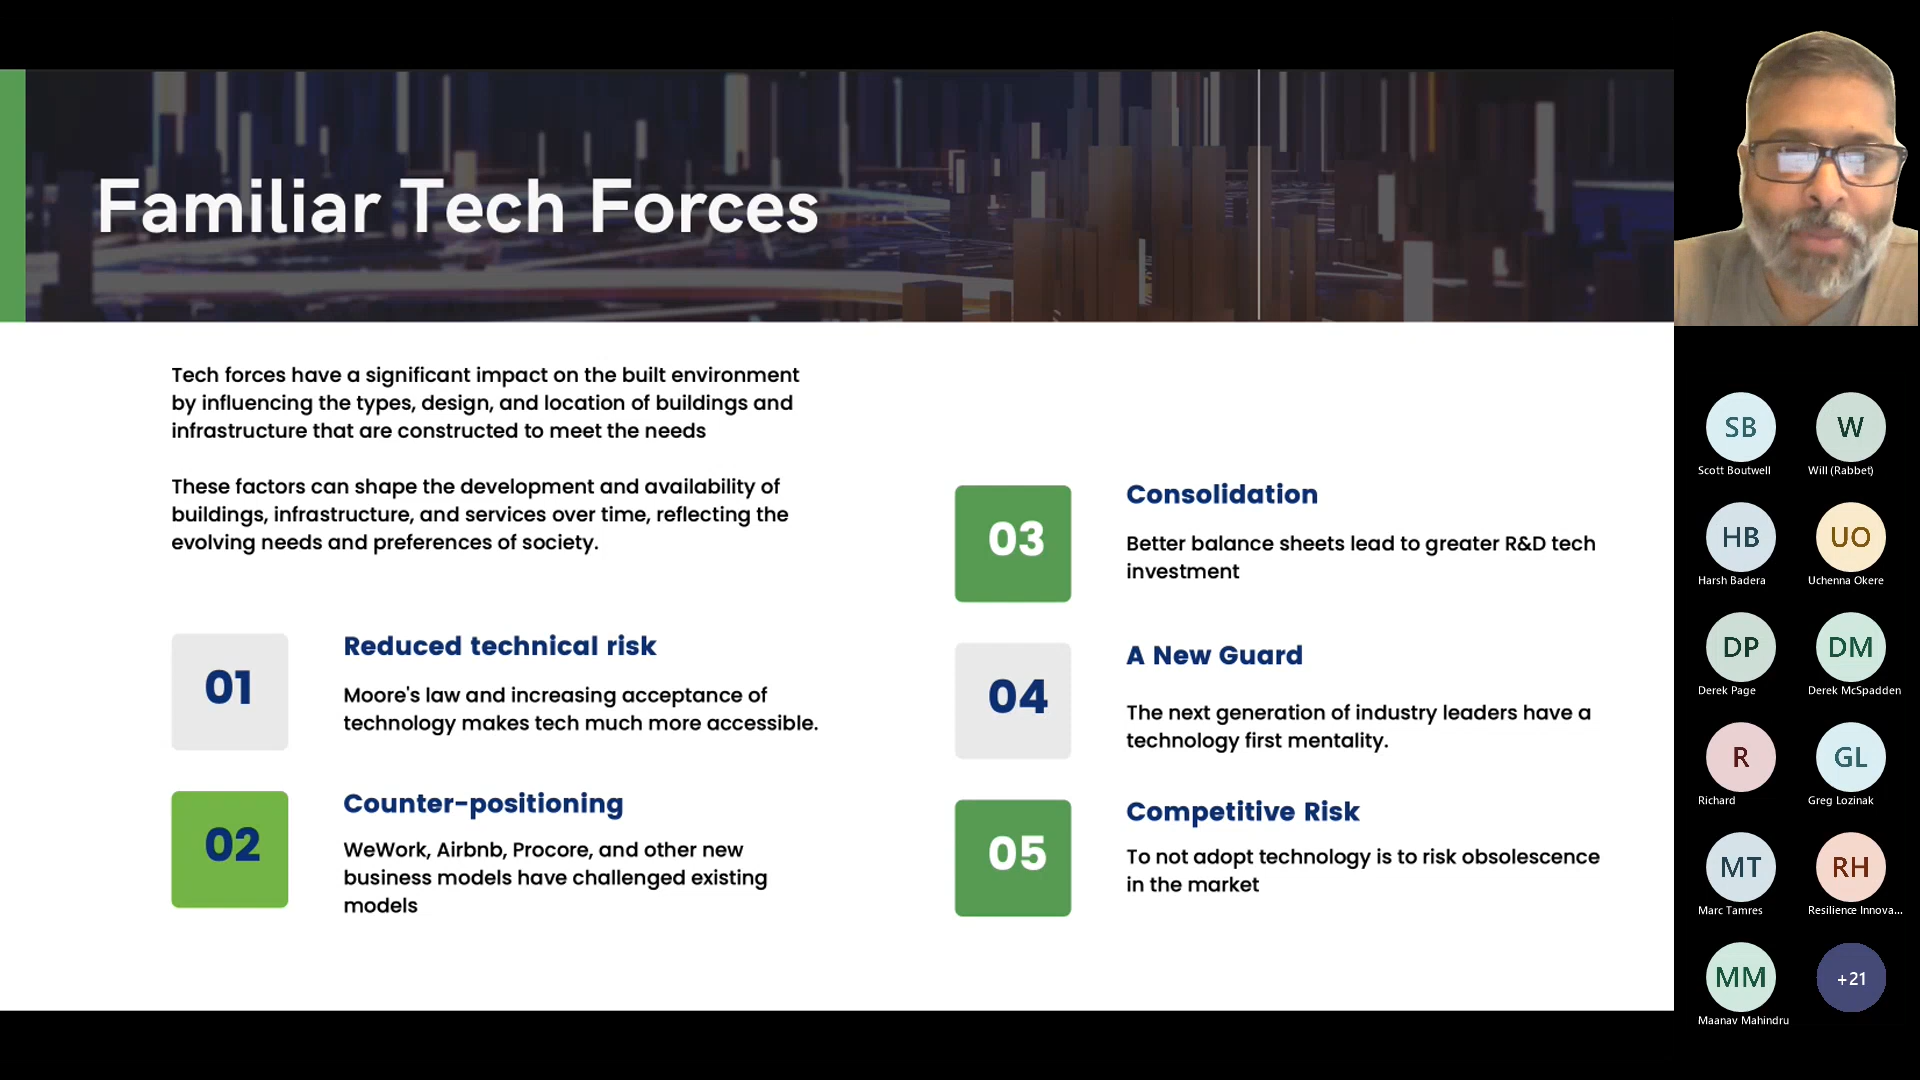 Familiar Tech Forces
Tech forces have a significant impact on the built environment
by influencing the types, design, and location of buildings and
infrastructure that are constructed to meet the needs
These factors can shape the development and availability of
buildings, infrastructure, and services over time, reflecting the
evolving needs and preferences of society.
01
Reduced technical risk
Moore's law and increasing acceptance of
technology makes tech much more accessible.
02
Counter-positioning
WeWork, Airbnb, Procore, and other new
business models have challenged existing
models
03
Consolidation
Better balance sheets lead to greater R&D tech
investment
04
A New Guard
The next generation of industry leaders have a
technology first mentality.
05
Competitive Risk
To not adopt technology is to risk obsolescence
in the market
SB
Scott Boutwell
W
Will (Rabbet)
HB
Harsh Badera
UO
Uchenna Okere
DP
Derek Page
DM
Derek McSpadden
R
Richard
GL
Greg Lozinak
MT
Marc Tamres
RH
Resilience Innova...
MM
Maanav Mahindru
+21